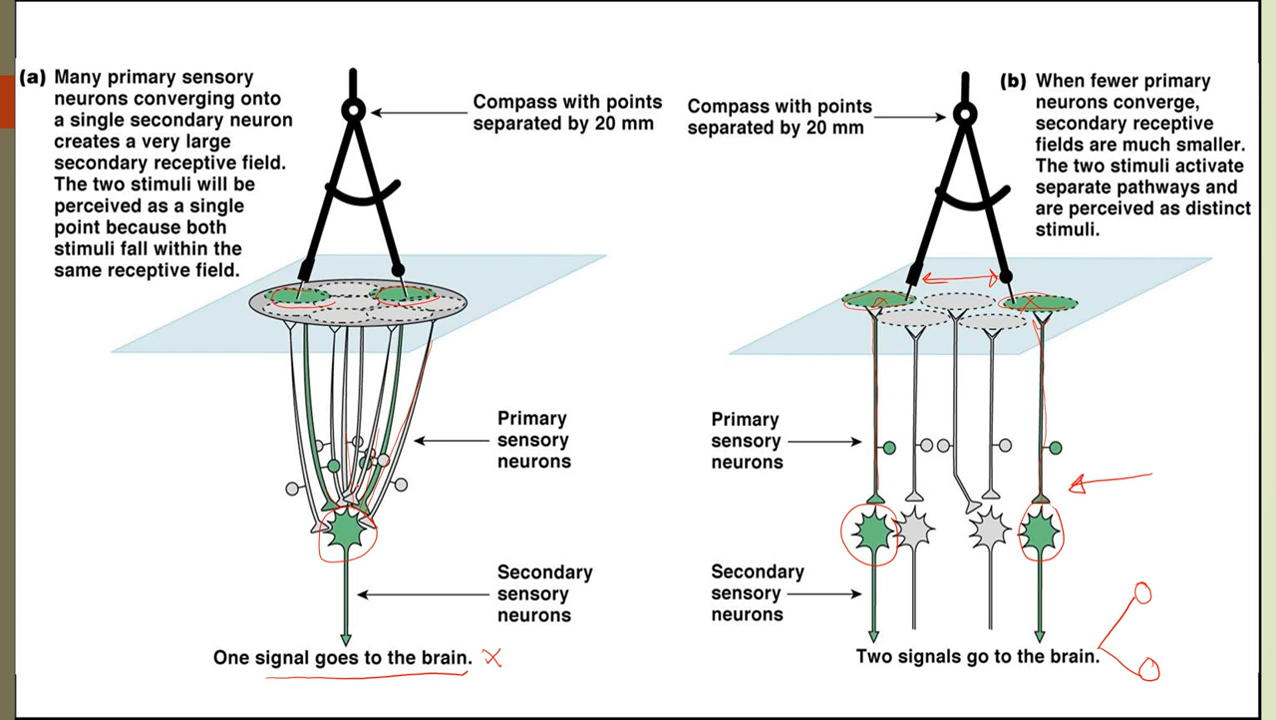 (a) Many primary sensory
neurons converging onto
a single secondary neuron
creates a very large
secondary receptive field.
The two stimuli will be
perceived as a single
point because both
stimuli fall within the
same receptive field.
Compass with points
separated by 20 mm
Primary
sensory
neurons
Secondary
sensory
neurons
One signal goes to the brain. X
Compass with points
separated by 20 mm
(b) When fewer primary
neurons converge,
secondary receptive
fields are much smaller.
The two stimuli activate
separate pathways and
are perceived as distinct
stimuli.
Primary
sensory
neurons
Secondary
sensory
neurons
Two signals go to the brain.